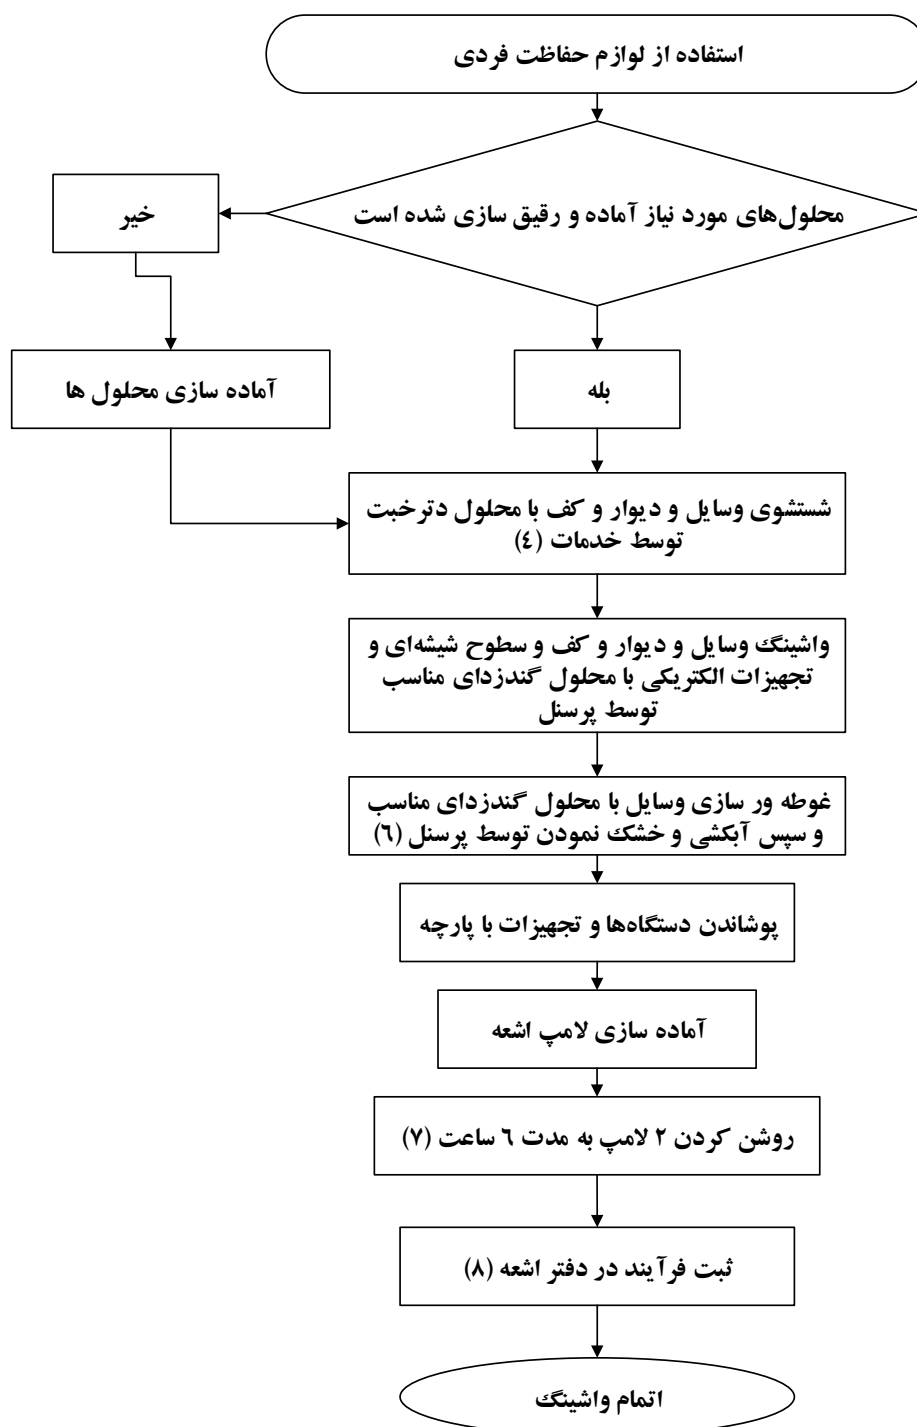 استفاده از لوازم حفاظت فردی
محلول‌های مورد نیاز آماده و رقیق سازی شده است
خیر
بله
آماده سازی محلول ها
شستشوی وسایل و دیوار و کف با محلول دترخبت
توسط خدمات (٤)
واشینگ وسایل و دیوار و کف و سطوح شیشه‌ای و
تجهیزات الکتریکی با محلول گندزدای مناسب
توسط پرسنل
غوطه ور سازی وسایل با محلول گندزدای مناسب
و سپس آبکشی و خشک نمودن توسط پرسنل (٦)
پوشاندن دستگاه‌ها و تجهیزات با پارچه
آماده سازی لامپ اشعه
روشن کردن ٢ لامپ به مدت ٦ ساعت (٧)
ثبت فرآیند در دفتر اشعه (٨)
اتمام واشینگ